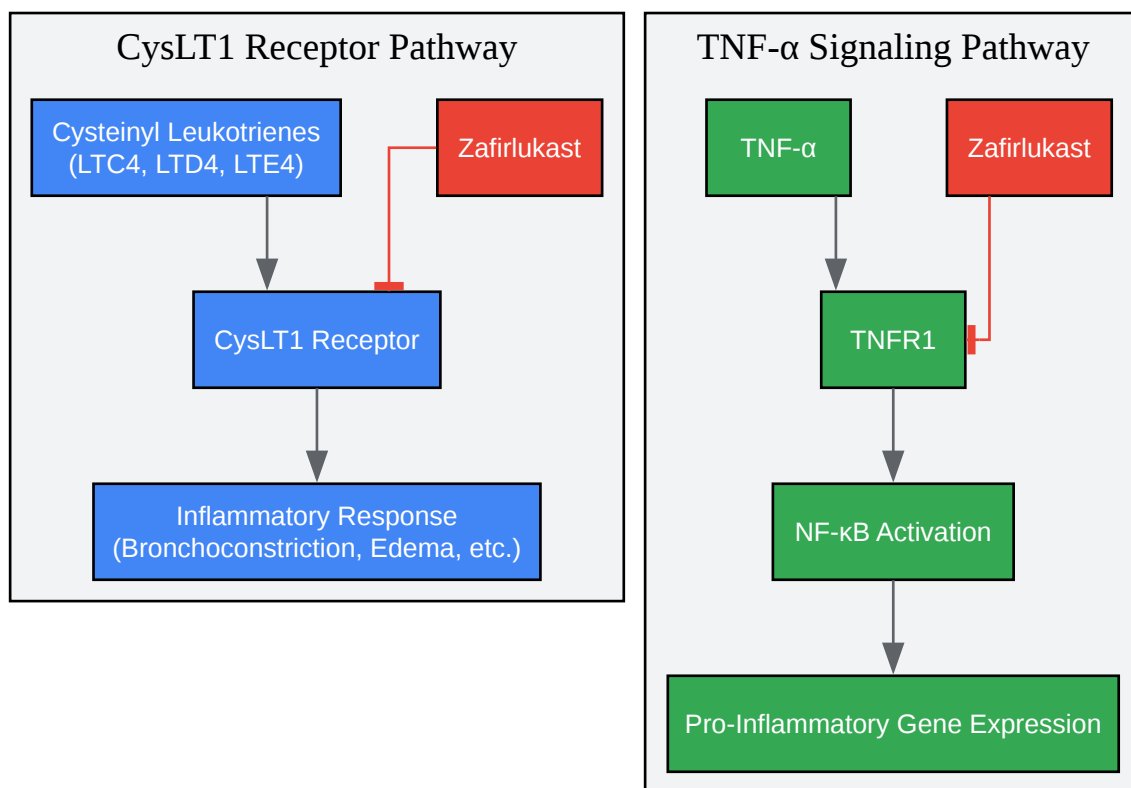 CysLT1 Receptor Pathway
Cysteinyl Leukotrienes
(LTC4, LTD4, LTE4)
Zafirlukast
CysLT1 Receptor
Inflammatory Response
(Bronchoconstriction, Edema, etc.)
TNF-α Signaling Pathway
TNF-α
Zafirlukast
TNFR1
NF-κB Activation
Pro-Inflammatory Gene Expression